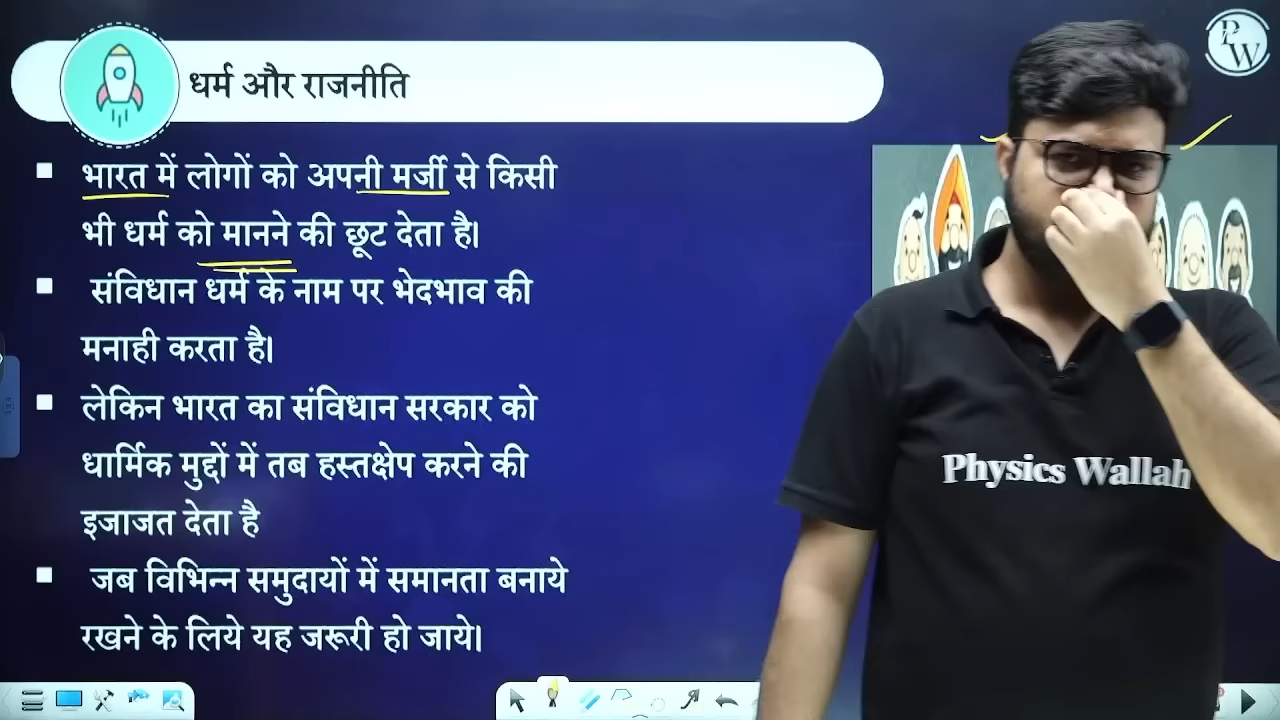 PW
धर्म और राजनीति
भारत में लोगों को अपनी मर्जी से किसी
भी धर्म को मानने की छूट देता है।
संविधान धर्म के नाम पर भेदभाव की
मनाही करता है।
लेकिन भारत का संविधान सरकार को
धार्मिक मुद्दों में तब हस्तक्षेप करने की
इजाजत देता है
जब विभिन्न समुदायों में समानता बनाये
रखने के लिये यह जरूरी हो जाये।
Physics Wallah